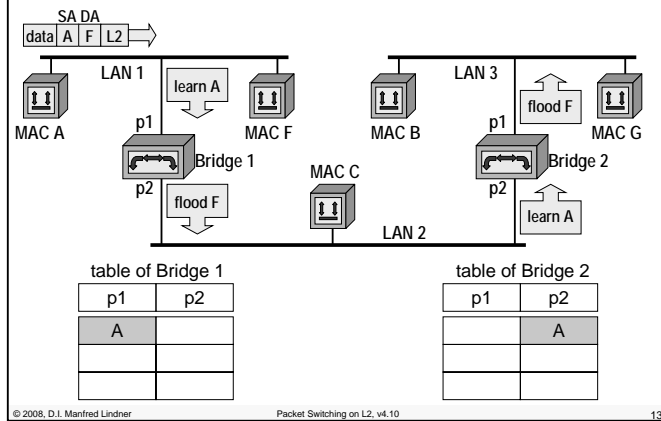 SA DA
data A F L2
LAN 1
learn A
LAN 3
flood F
MAC A
p1
MAC F
MAC B
p1
MAC G
Bridge 1
Bridge 2
p2
flood F
MAC C
p2
learn A
LAN 2
table of Bridge 1
p1 p2
A
table of Bridge 2
p1 p2
A
© 2008, D.I. Manfred Lindner
Packet Switching on L2, v4.10
13